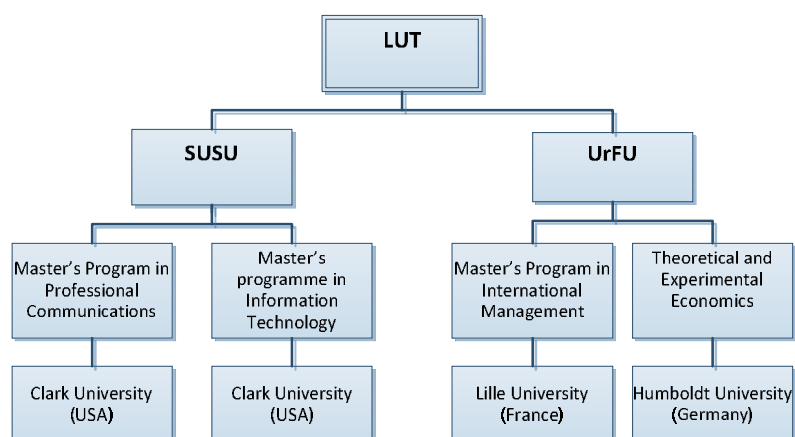 LUT
SUSU
UrFU
Master's Program in
Professional
Communications
Master's
programme in
Information
Technology
Master's Program in
International
Management
Theoretical and
Experimental
Economics
Clark University
(USA)
Clark University
(USA)
Lille University
(France)
Humboldt University
(Germany)